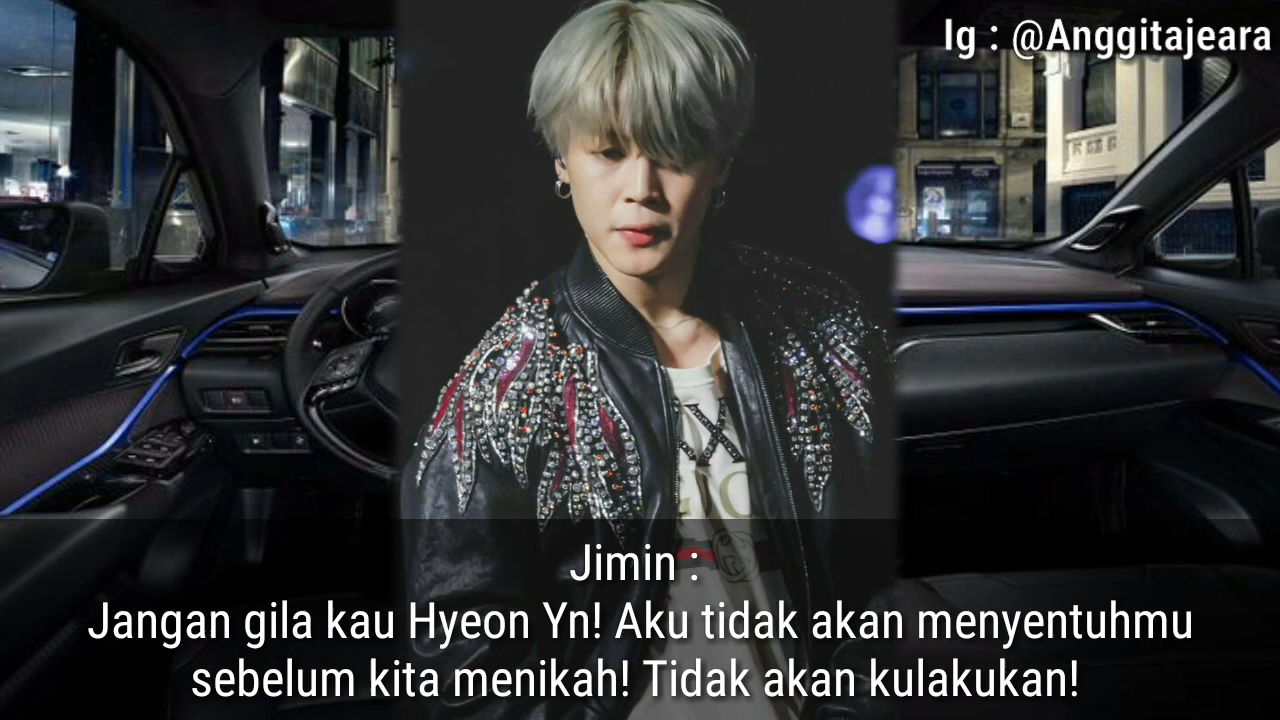 Ig : @Anggitajeara
Jimin :
Jangan gila kau Hyeon Yn! Aku tidak akan menyentuhmu
sebelum kita menikah! Tidak akan kulakukan!